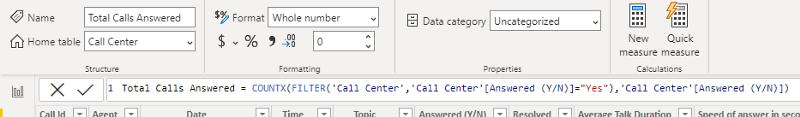 Name Total Calls Answered
Home table Call Center
Structure
$% Format Whole number
$ % 9 .00 →0 0
Formatting
Data category Uncategorized
Properties
New measure
Quick measure
Calculations
1 Total Calls Answered = COUNTX(FILTER('Call Center','Call Center'[Answered (Y/N)]="Yes"),'Call Center'[Answered (Y/N)])
Call Id Agent Date Time Topic Answered (Y/N) Resolved Average Talk Duration Speed of answer in seco